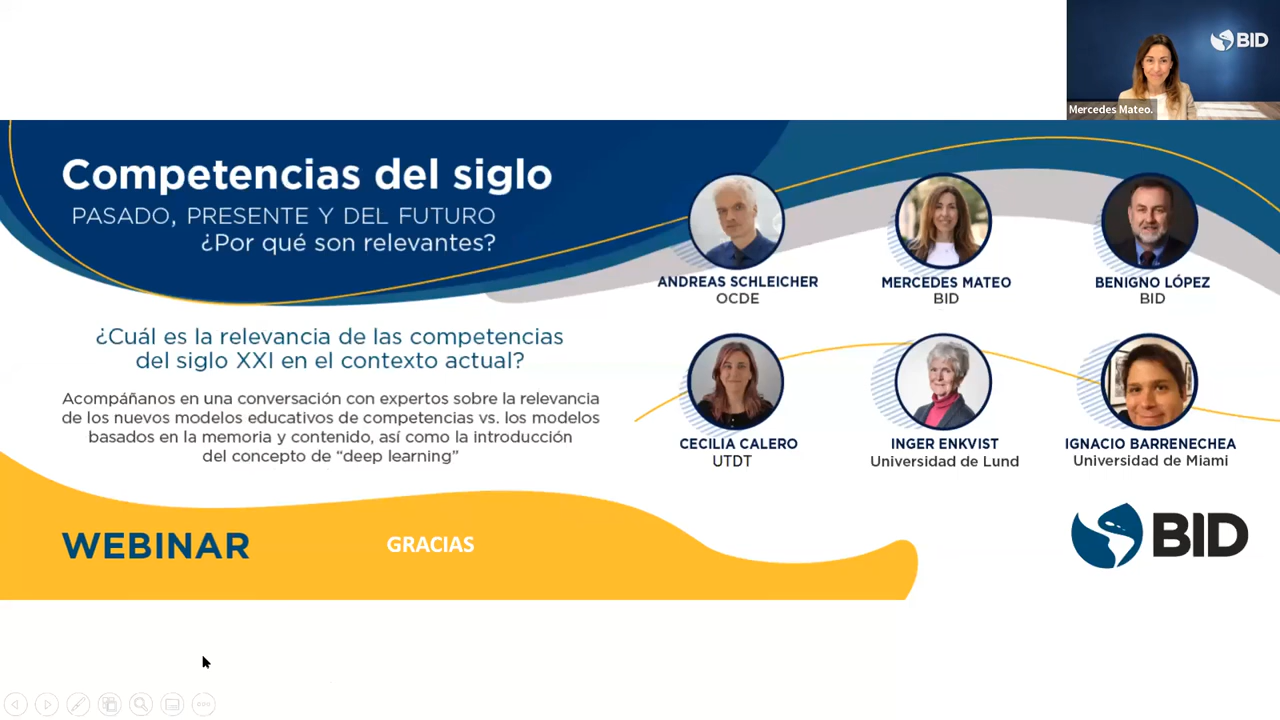 BID
Mercedes Mateo.
Competencias del siglo
PASADO, PRESENTE Y DEL FUTURO
¿Por qué son relevantes?
¿Cuál es la relevancia de las competencias
del siglo XXI en el contexto actual?
Acompáñanos en una conversación con expertos sobre la relevancia
de los nuevos modelos educativos de competencias vs. los modelos
basados en la memoria y contenido, así como la introducción
del concepto de “deep learning”
ANDREAS SCHLEICHER
OCDE
MERCEDES MATEO
BID
BENIGNO LÓPEZ
BID
CECILIA CALERO
UTDT
INGER ENKVIST
Universidad de Lund
IGNACIO BARRENECHEA
Universidad de Miami
WEBINAR
GRACIAS
BID